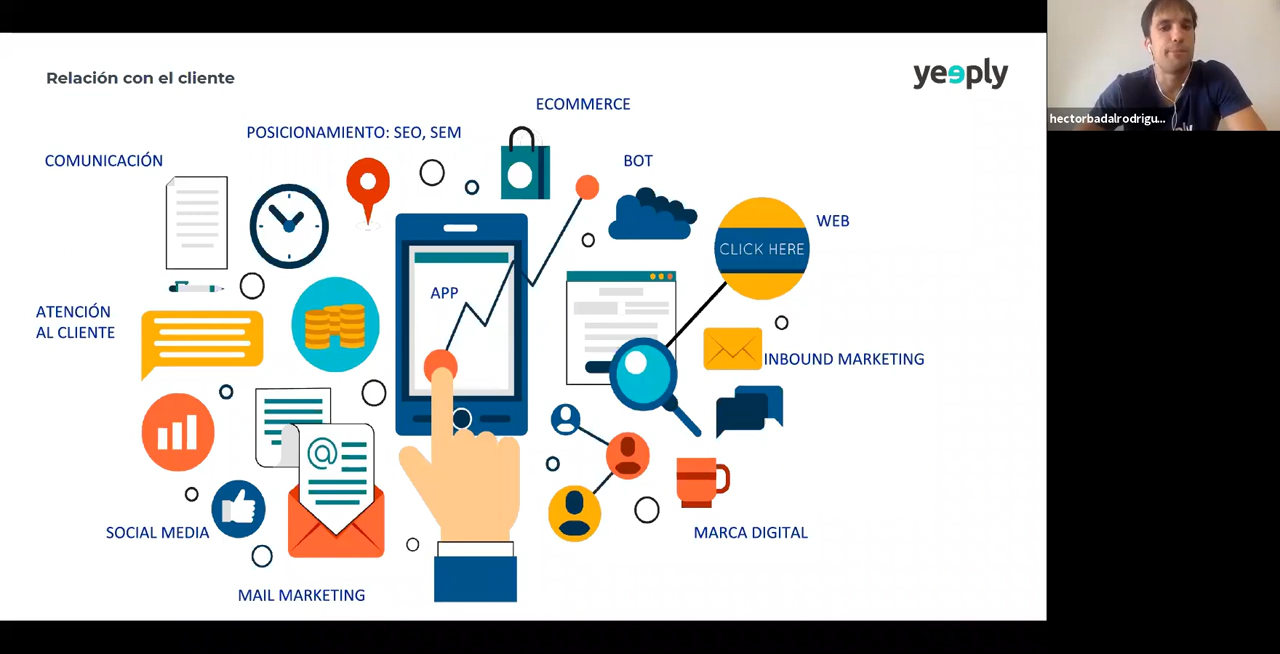 Relación con el cliente
yeeply
ECOMMERCE
POSICIONAMIENTO: SEO, SEM
COMUNICACIÓN
BOT
WEB
CLICK HERE
APP
ATENCIÓN
AL CLIENTE
INBOUND MARKETING
@
SOCIAL MEDIA
MARCA DIGITAL
MAIL MARKETING
hectorbadalrodrigu...